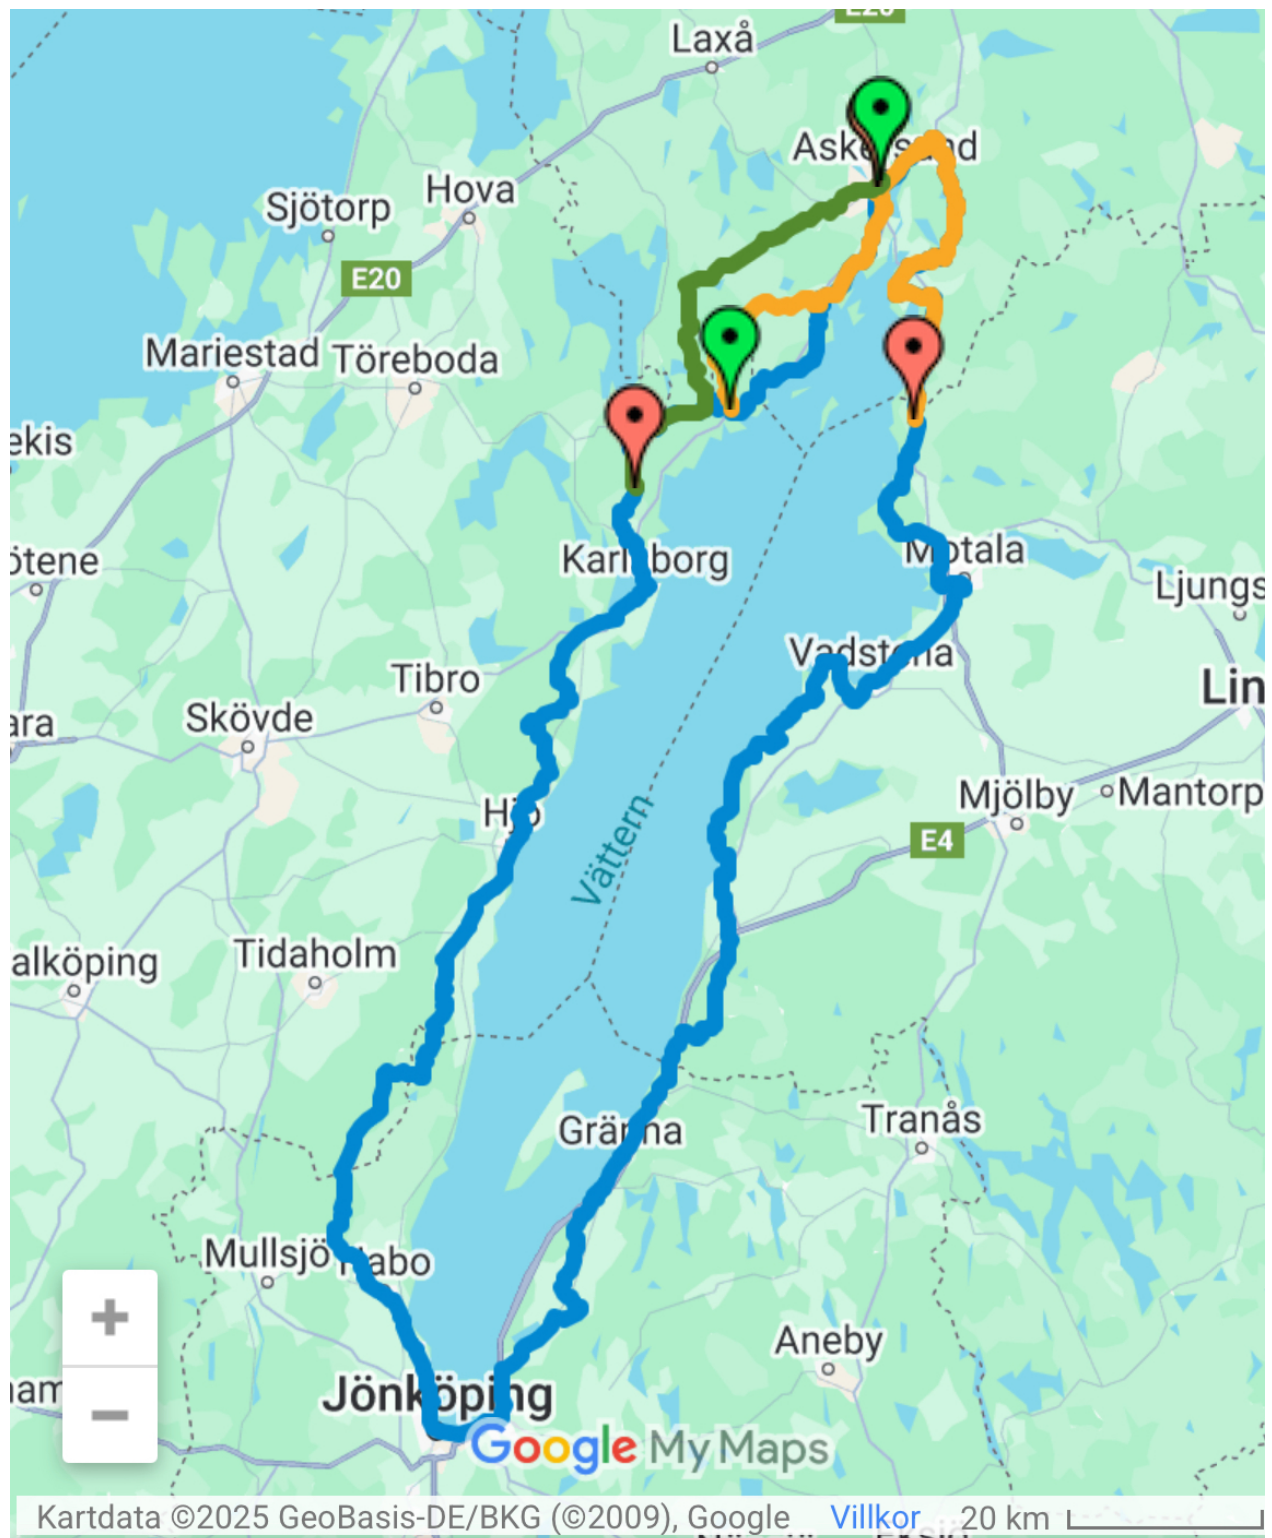 E20
Laxå
Askersund
Hova
Sjötorp
E20
Mariestad
Töreboda
ekis
Motala
Karlsborg
ötene
Ljungs
Vadstena
Tibro
Lin
Skövde
ara
Mjölby
Mantorp
Hjo
E4
Vättern
Tidaholm
alköping
Gränna
Tranås
Mullsjö
Habo
+
Aneby
Jönköping
−
Google My Maps
Kartdata ©2025 GeoBasis-DE/BKG (©2009), Google Villkor 20 km